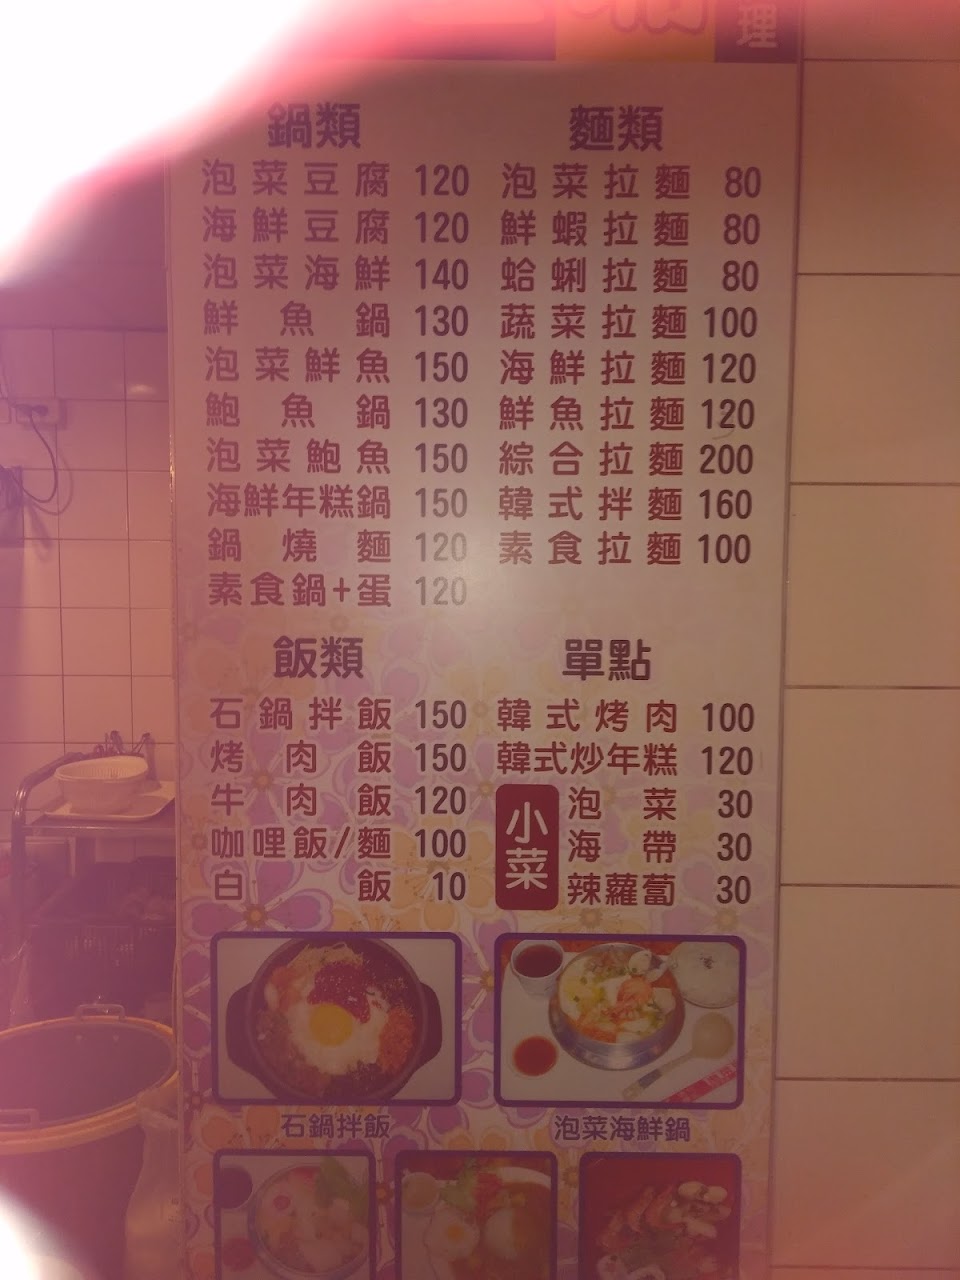 理
鍋類
泡菜豆腐 120
海鮮豆腐 120
泡菜海鮮 140
鮮魚鍋 130
泡菜鮮魚 150
鮑魚鍋 130
泡菜鮑魚 150
海鮮年糕鍋 150
鍋燒麵 120
素食鍋+蛋 120
麵類
泡菜拉麵 80
鮮蝦拉麵 80
蛤蜊拉麵 80
蔬菜拉麵 100
海鮮拉麵 120
鮮魚拉麵 120
綜合拉麵 200
韓式拌麵 160
素食拉麵 100
飯類
石鍋拌飯 150
烤肉飯 150
牛肉飯 120
咖哩飯/麵 100
白飯 10
單點
韓式烤肉 100
韓式炒年糕 120
小菜
泡菜 30
海帶 30
辣蘿蔔 30
石鍋拌飯
泡菜海鮮鍋